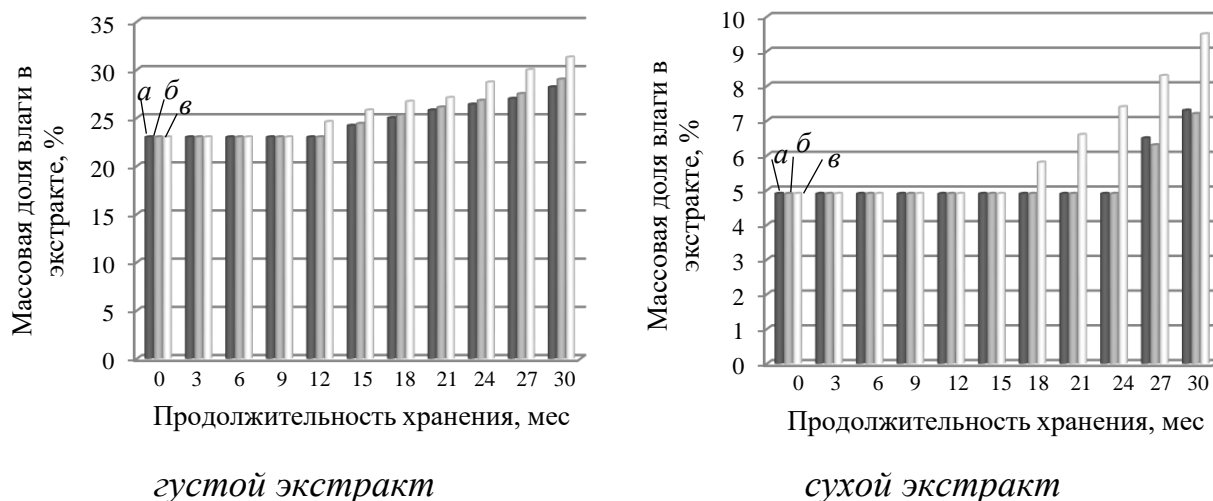 35
30
25
20
15
10
5
0
Массовая доля влаги в
экстракте, %
а б в
0 3 6 9 12 15 18 21 24 27 30
Продолжительность хранения, мес
густой экстракт
10
9
8
7
6
5
4
3
2
1
0
Массовая доля влаги в
экстракте, %
а б в
0 3 6 9 12 15 18 21 24 27 30
Продолжительность хранения, мес
сухой экстракт